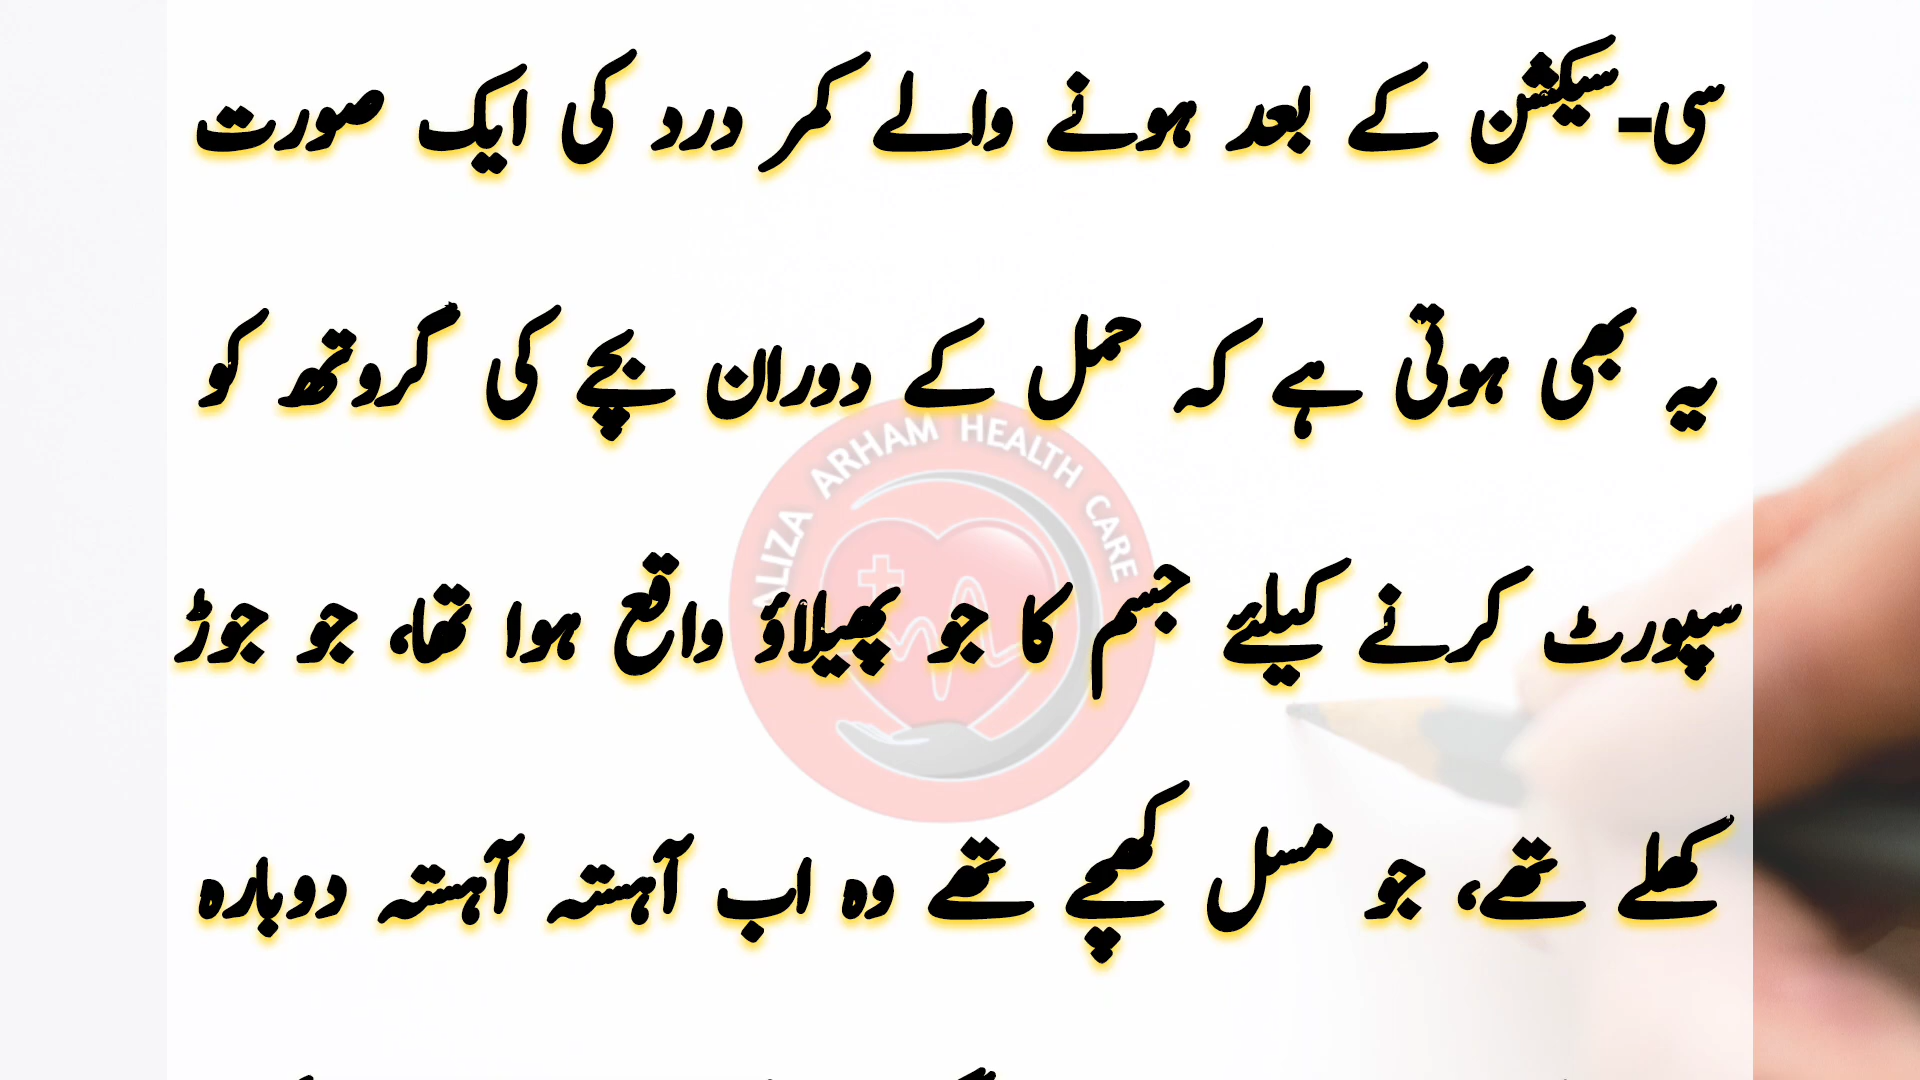 سی-سیکشن کے بعد ہونے والے کمر درد کی ایک صورت
یہ بھی ہوتی ہے کہ حمل کے دوران بچے کی گروتھ کو
سپورٹ کرنے کیلئے جسم کا جو پھیلاؤ واقع ہوا تھا، جو جوڑ
کھلے تھے، جو مسل کھچے تھے وہ اب آہستہ آہستہ دوبارہ
ALIZA ARHAM HEALTH CARE